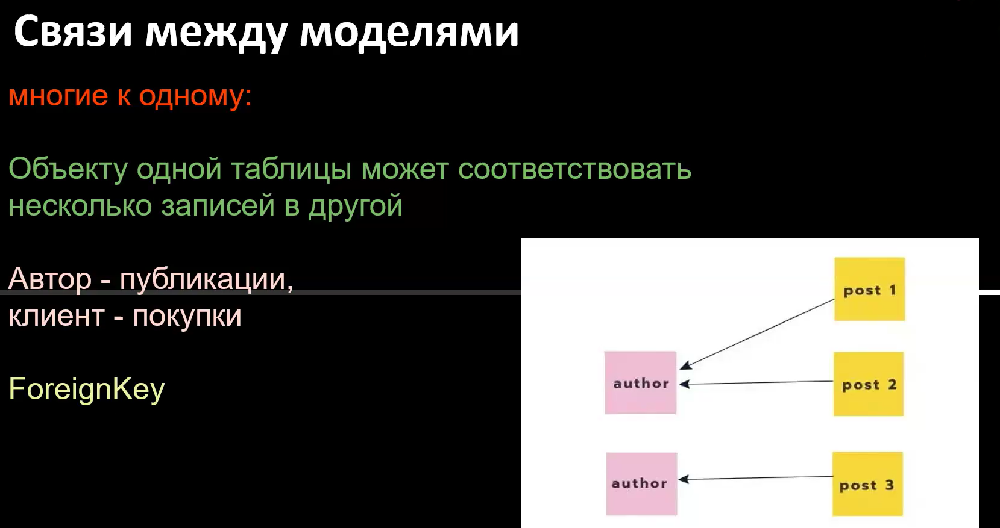 Связи между моделями
многие к одному:
Объекту одной таблицы может соответствовать
несколько записей в другой
Автор - публикации,
клиент - покупки
ForeignKey
post 1
author
post 2
author
post 3